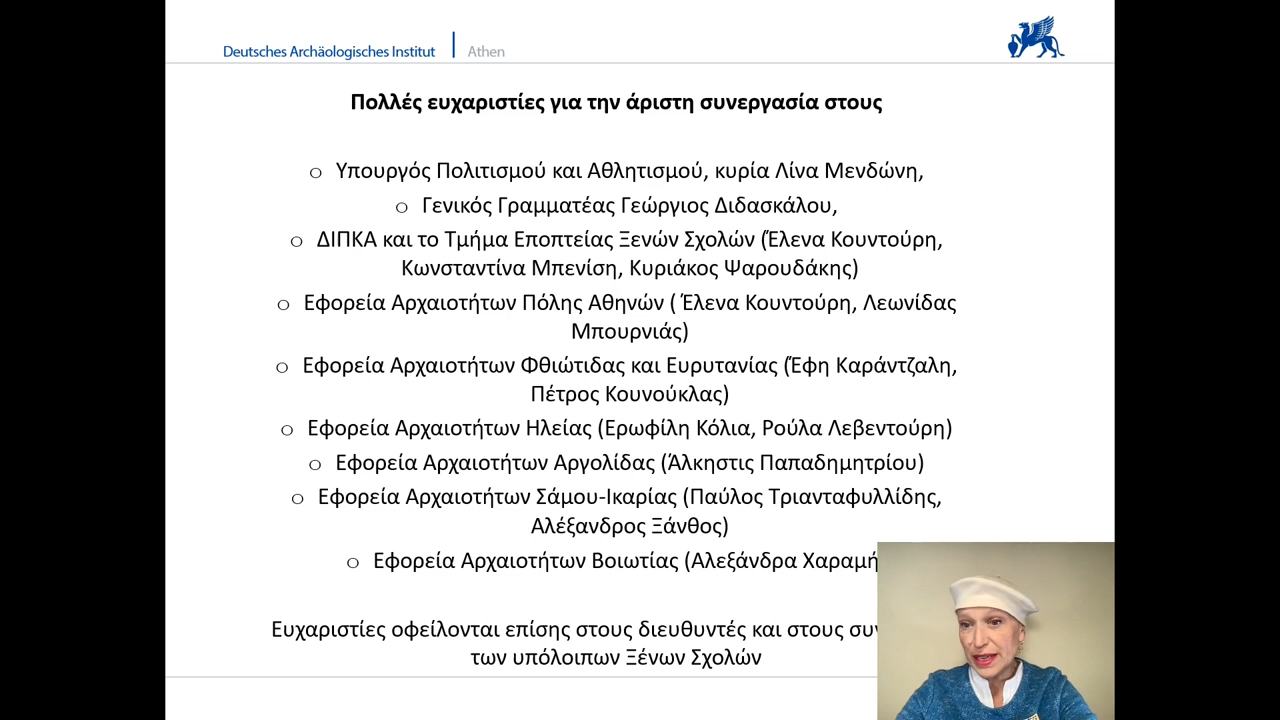 Deutsches Archäologisches Institut | Athen
Πολλές ευχαριστίες για την άριστη συνεργασία στους
o Υπουργός Πολιτισμού και Αθλητισμού, κυρία Λίνα Μενδώνη,
o Γενικός Γραμματέας Γεώργιος Διδασκάλου,
o ΔΙΠΚΑ και το Τμήμα Εποπτείας Ξενών Σχολών (Έλενα Κουντούρη,
Κωνσταντίνα Μπενίση, Κυριάκος Ψαρουδάκης)
o Εφορεία Αρχαιοτήτων Πόλης Αθηνών ( Έλενα Κουντούρη, Λεωνίδας
Μπουρνιάς)
o Εφορεία Αρχαιοτήτων Φθιώτιδας και Ευρυτανίας (Έφη Καράντζαλη,
Πέτρος Κουνούκλας)
o Εφορεία Αρχαιοτήτων Ηλείας (Ερωφίλη Κόλια, Ρούλα Λεβεντούρη)
o Εφορεία Αρχαιοτήτων Αργολίδας (Άλκηστις Παπαδημητρίου)
o Εφορεία Αρχαιοτήτων Σάμου-Ικαρίας (Παύλος Τριανταφυλλίδης,
Αλέξανδρος Ξάνθος)
o Εφορεία Αρχαιοτήτων Βοιωτίας (Αλεξάνδρα
Ευχαριστίες οφείλονται επίσης στους διευθυντές και στους
των υπόλοιπων Ξένων Σχολών